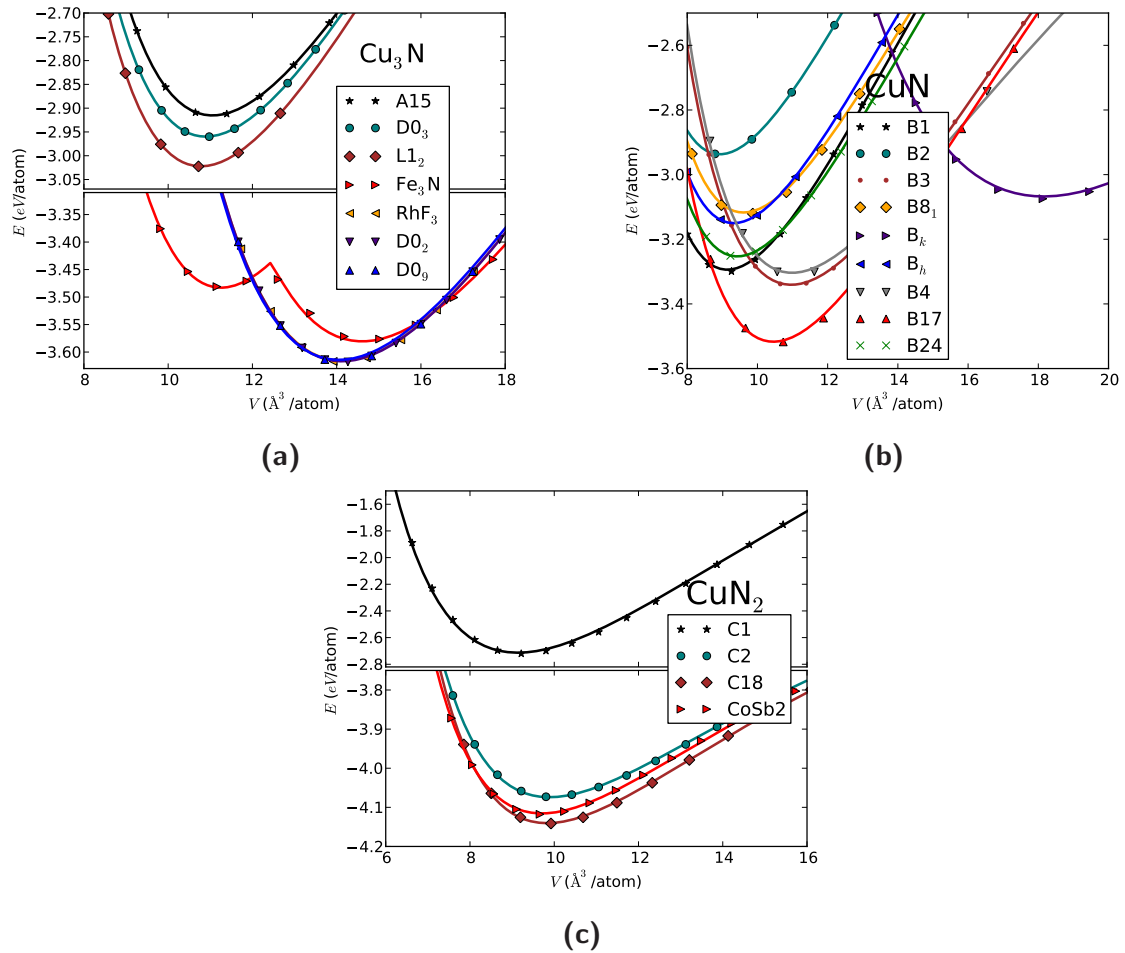 −2.70
−2.75
−2.80
−2.85
−2.90
−2.95
−3.00
−3.05
−3.35
−3.40
−3.45
−3.50
−3.55
−3.60
E (eV/atom)
Cu₃N
A15
D0₃
L1₂
Fe₃N
RhF₃
D0₂
D0₉
8 10 12 14 16 18
V(Å³/atom)
(a)
−2.6
−2.8
−3.0
−3.2
−3.4
−3.6
E (eV/atom)
CuN
B1
B2
B3
B8₁
Bₖ
Bₕ
B4
B17
B24
8 10 12 14 16 18 20
V(Å³/atom)
(b)
−1.6
−1.8
−2.0
−2.2
−2.4
−2.6
−2.8
−3.8
−3.9
−4.0
−4.1
−4.2
E (eV/atom)
CuN₂
C1
C2
C18
CoSb2
6 8 10 12 14 16
V(Å³/atom)
(c)